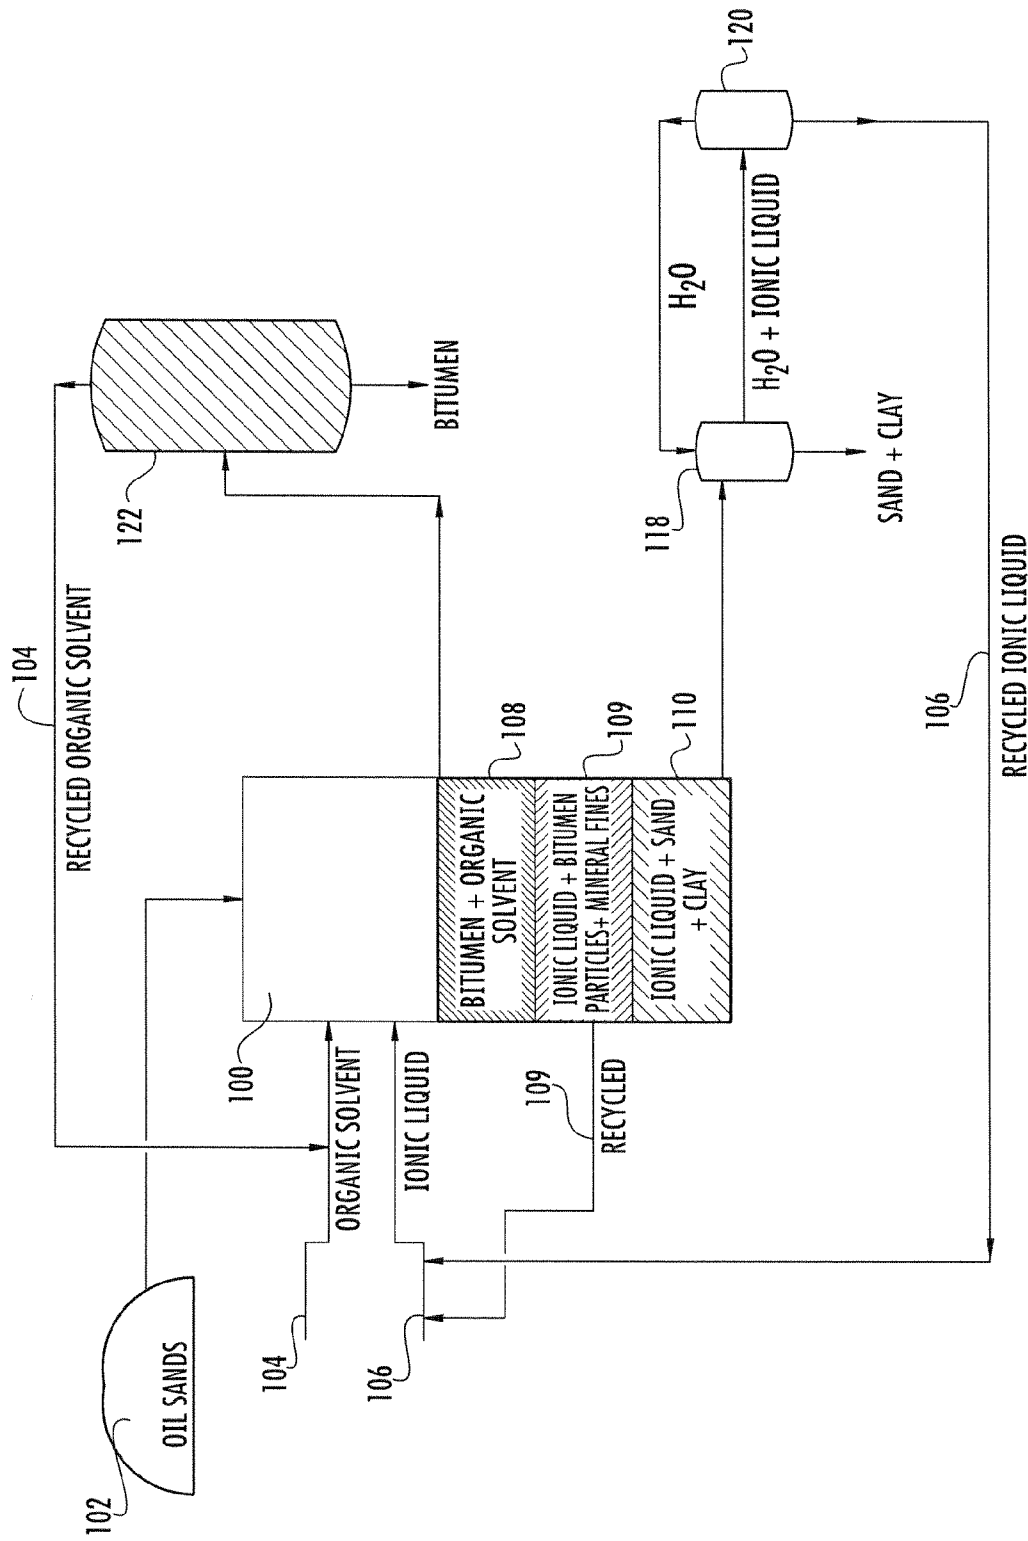 104
RECYCLED ORGANIC SOLVENT
102
OIL SANDS
122
BITUMEN
100
104
ORGANIC SOLVENT
106
IONIC LIQUID
BITUMEN + ORGANIC
SOLVENT
108
IONIC LIQUID + BITUMEN
PARTICLES+ MINERAL FINES
109
IONIC LIQUID + SAND
+ CLAY
110
109
RECYCLED
118
H2O
H2O + IONIC LIQUID
120
SAND + CLAY
106
RECYCLED IONIC LIQUID